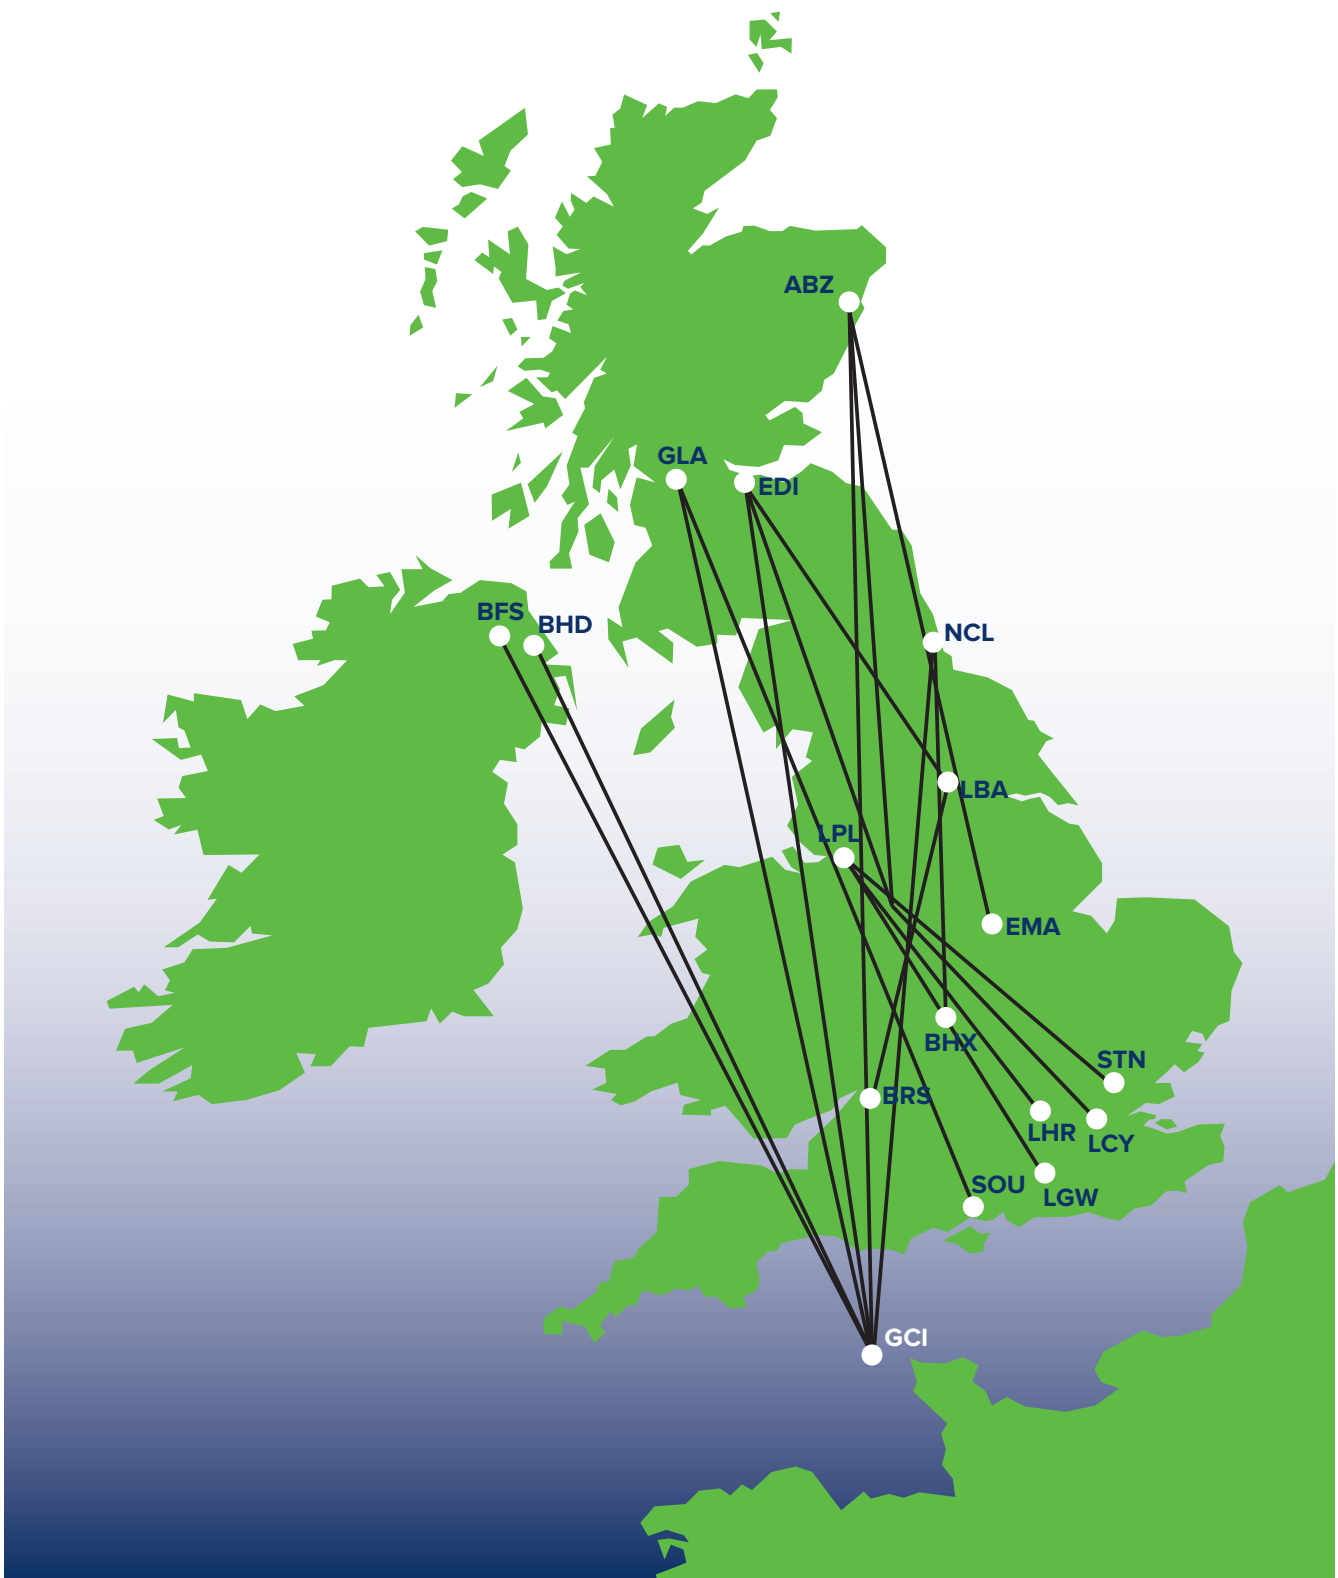 ABZ
GLA
EDI
BFS
BHD
NCL
LBA
LPL
EMA
BHX
STN
BRS
LHR
LCY
SOU
LGW
GCI